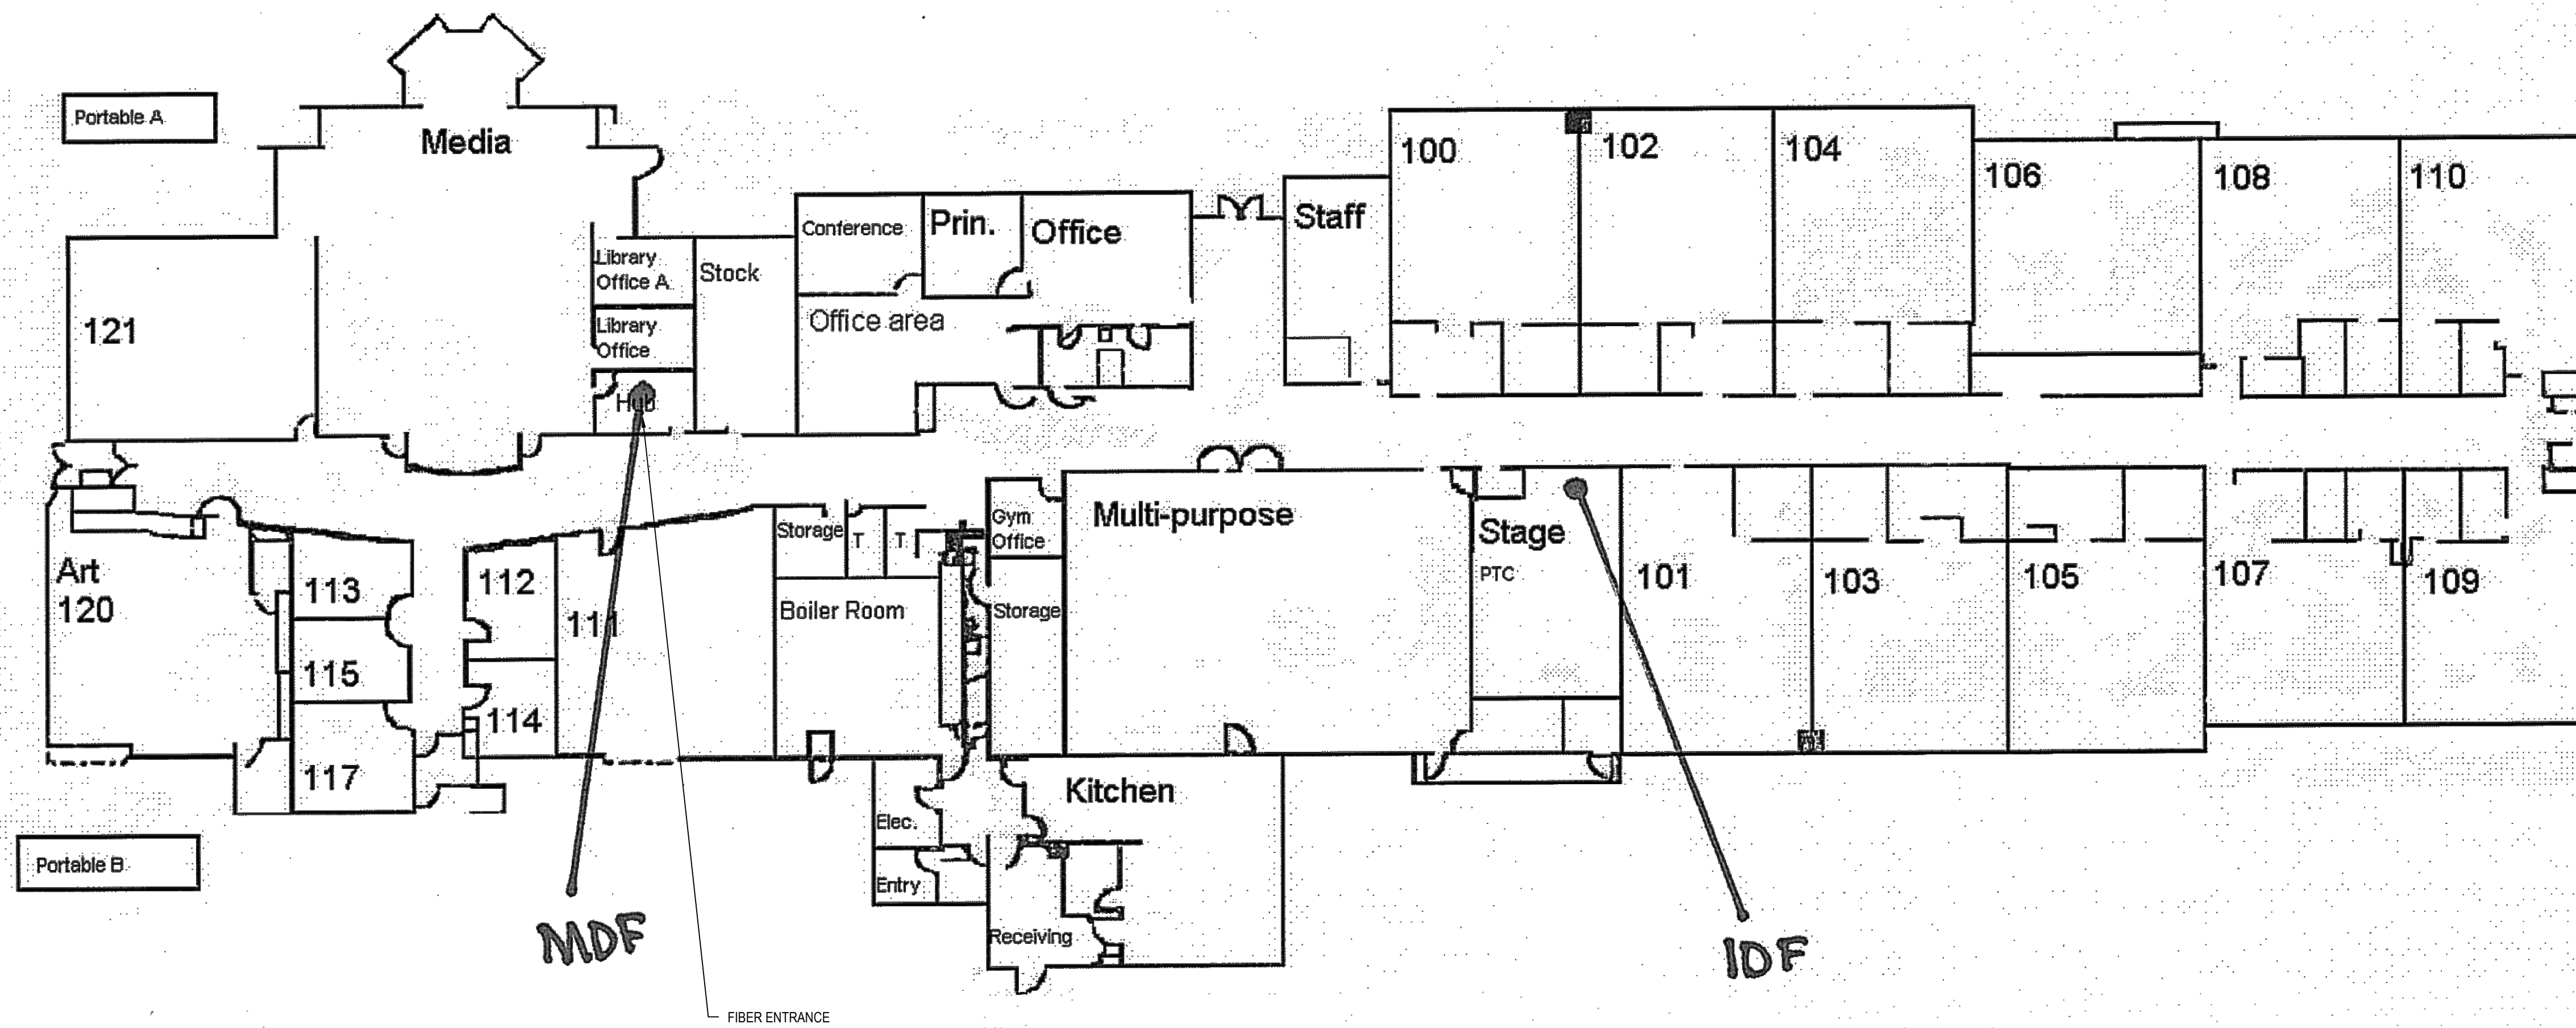 Portable A
Media
100
102
104
106
108
110
Conference
Prin.
Office
Staff
Library
Office A
Stock
121
Library
Office
Office area
Hub
Storage
T
T
Gym
Office
Multi-purpose
Stage
PTC
Art
120
113
112
111
Boiler Room
Storage
101
103
105
107
109
115
114
117
Kitchen
Elec.
Entry
Receiving
Portable B
MDF
IDF
FIBER ENTRANCE